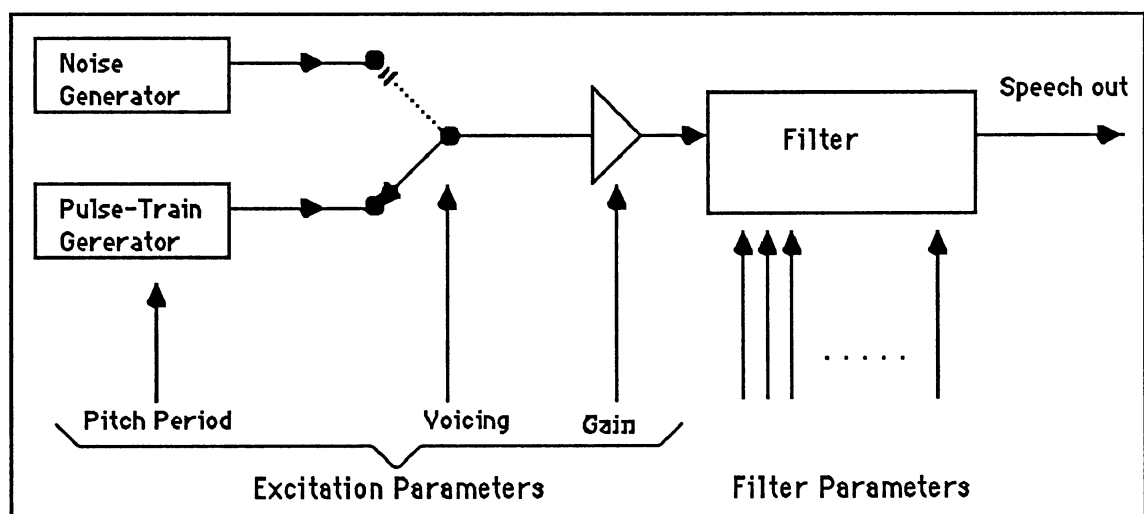 Noise
Generator
Speech out
Filter
Pulse-Train
Gererator
Pitch Period
Voicing
Gain
Excitation Parameters
Filter Parameters